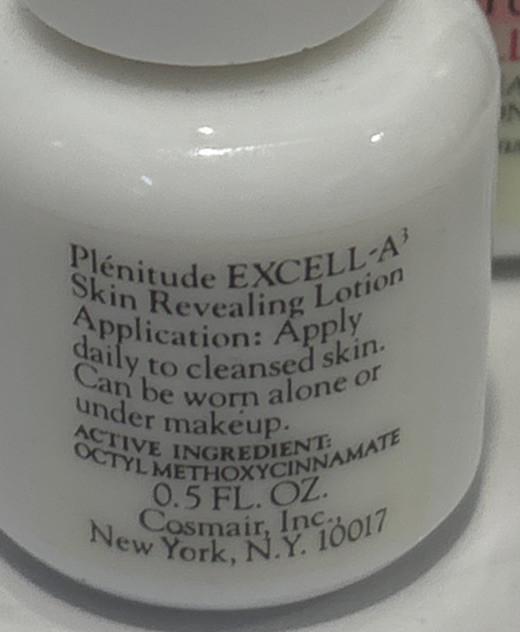 Plénitude EXCELL-A³
Skin Revealing Lotion
Application: Apply
daily to cleansed skin.
Can be worn alone or
under makeup.
ACTIVE INGREDIENT:
OCTYL METHOXYCINNAMATE
0.5 FL. OZ.
Cosmair, Inc.,
New York, N.Y. 10017